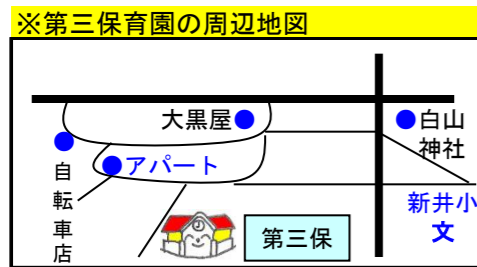 ※第三保育園の周辺地図
大黒屋
白山
神社
アパート
自転車店
新井小
文
第三保